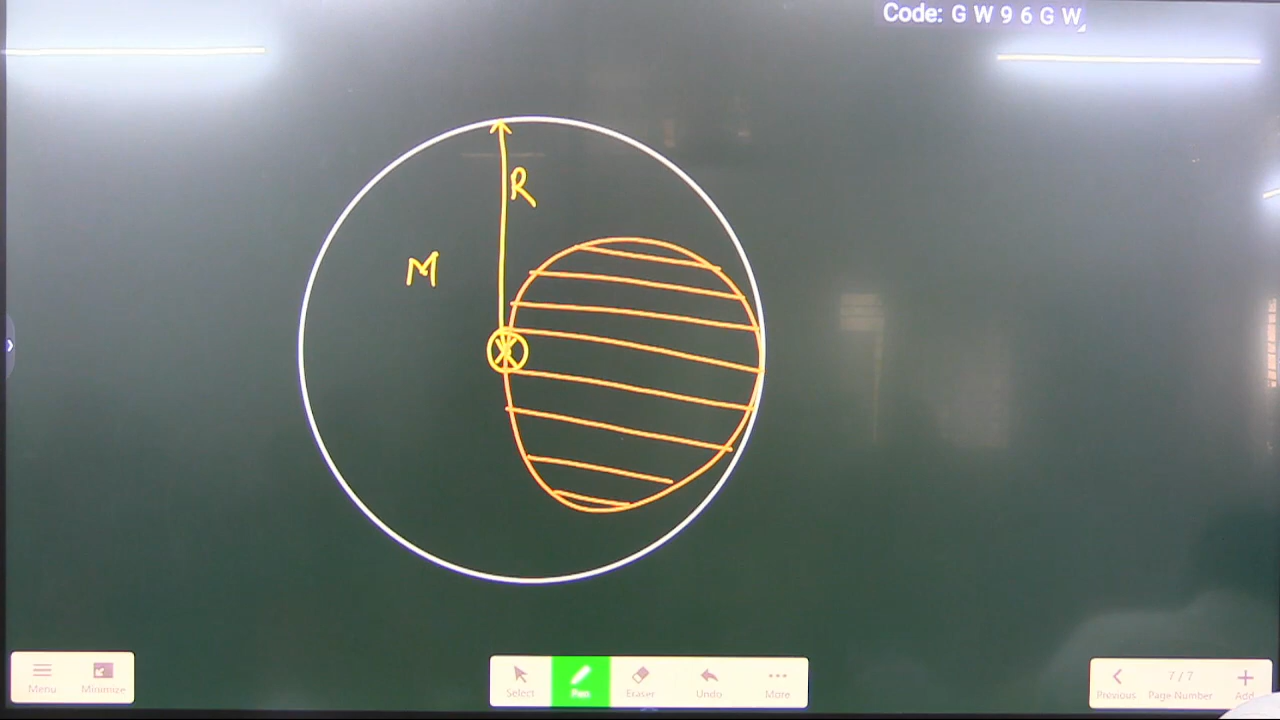 Code: G W 9 6 G W
R
M
Menu
Minimize
Select
Pen
Eraser
Undo
More
Previous
7 / 7
Page Number
Add